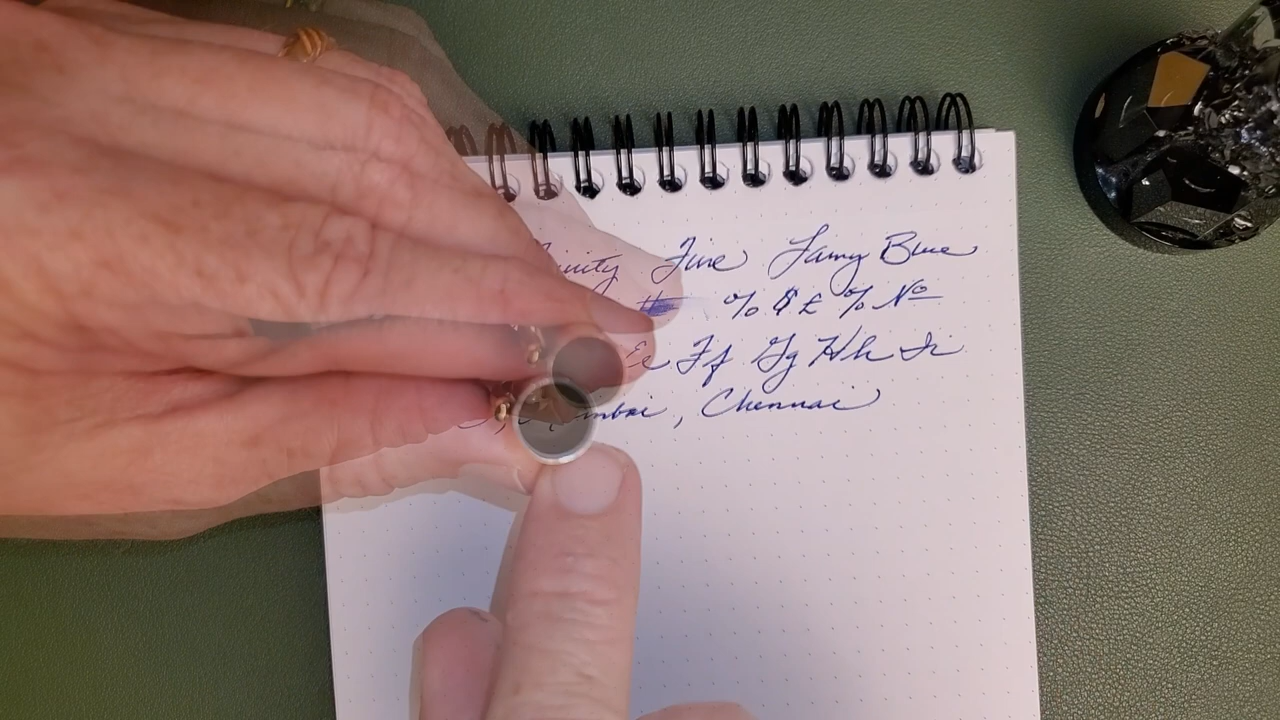 Fine Lamy Blue
% $ £ % №
Ee Ff Gg Hh Ii
, Chennai